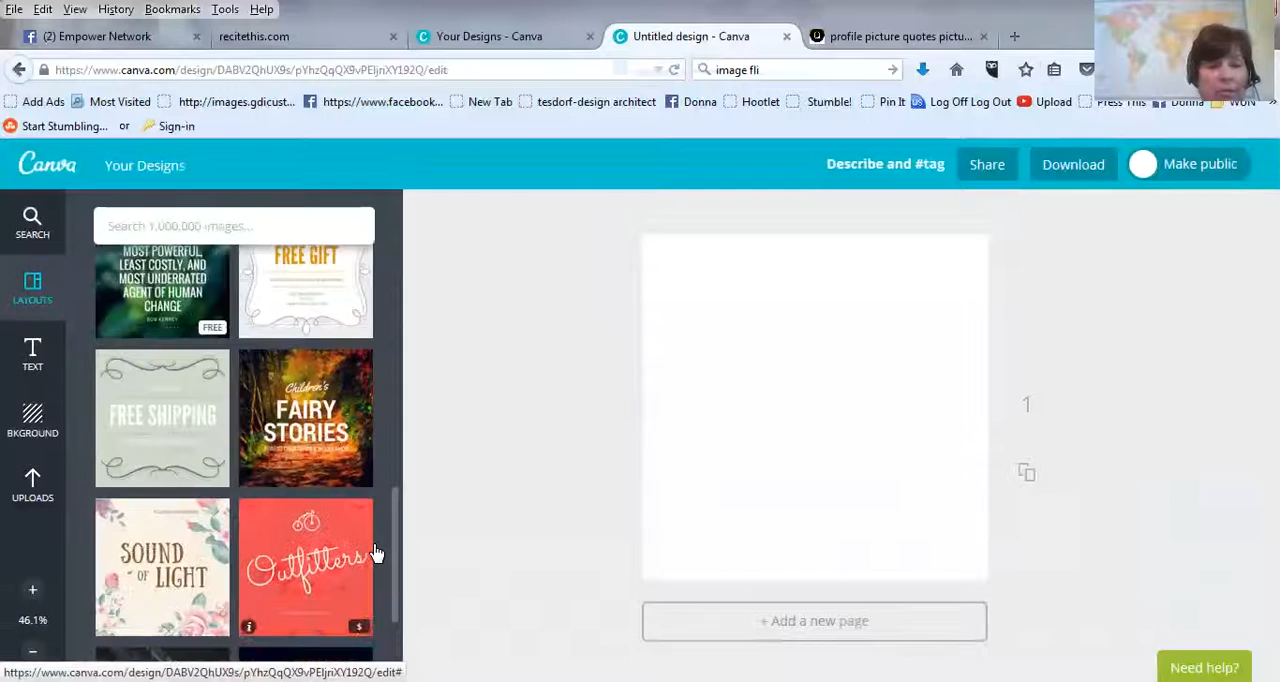 File Edit View History Bookmarks Tools Help
(2) Empower Network
recitethis.com
Your Designs - Canva
Untitled design - Canva
profile picture quotes pictu...
https://www.canva.com/design/DABV2QhUX9s/pYhzQqQX9vPEljnXY192Q/edit
image fli
Add Ads Most Visited http://images.gdicust... https://www.facebook... New Tab tesdorf-design architect Donna Hootlet Stumble! Pin It Log Off Log Out Upload Press This Donna WUN
Start Stumbling... or Sign-in
Canva Your Designs Describe and #tag Share Download Make public
SEARCH
LAYOUTS
TEXT
BKGROUND
UPLOADS
46.1%
Search 1,000,000 images...
MOST POWERFUL,
LEAST COSTLY, AND
MOST UNDERRATED
AGENT OF HUMAN
CHANGE
BOB KERREY
FREE
FREE GIFT
FREE SHIPPING
Children's
FAIRY
STORIES
SOUND
OF LIGHT
Outfitters
$
1
+ Add a new page
Need help?
https://www.canva.com/design/DABV2QhUX9s/pYhzQqQX9vPEljriXY192Q/edit#